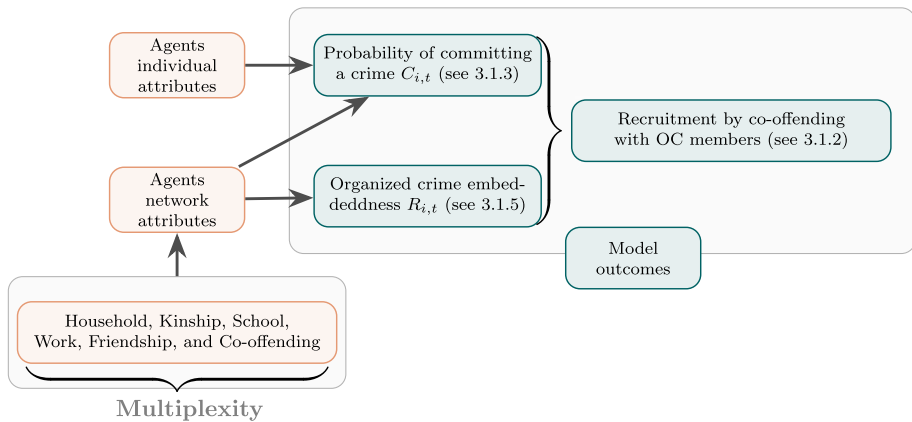 Agents
individual
attributes
Probability of committing
a crime C_{i,t} (see 3.1.3)
Recruitment by co-offending
with OC members (see 3.1.2)
Agents
network
attributes
Organized crime embed-
deddness R_{i,t} (see 3.1.5)
Model
outcomes
Household, Kinship, School,
Work, Friendship, and Co-offending
Multiplexity